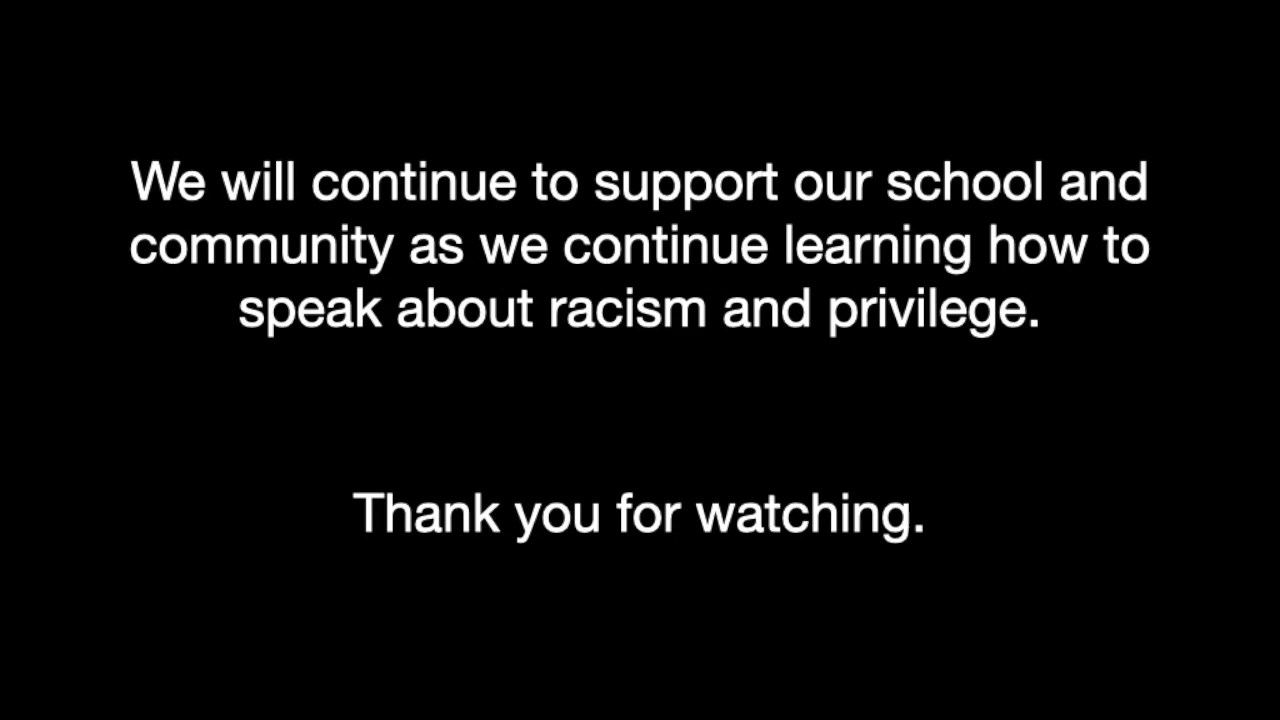 We will continue to support our school and
community as we continue learning how to
speak about racism and privilege.
Thank you for watching.